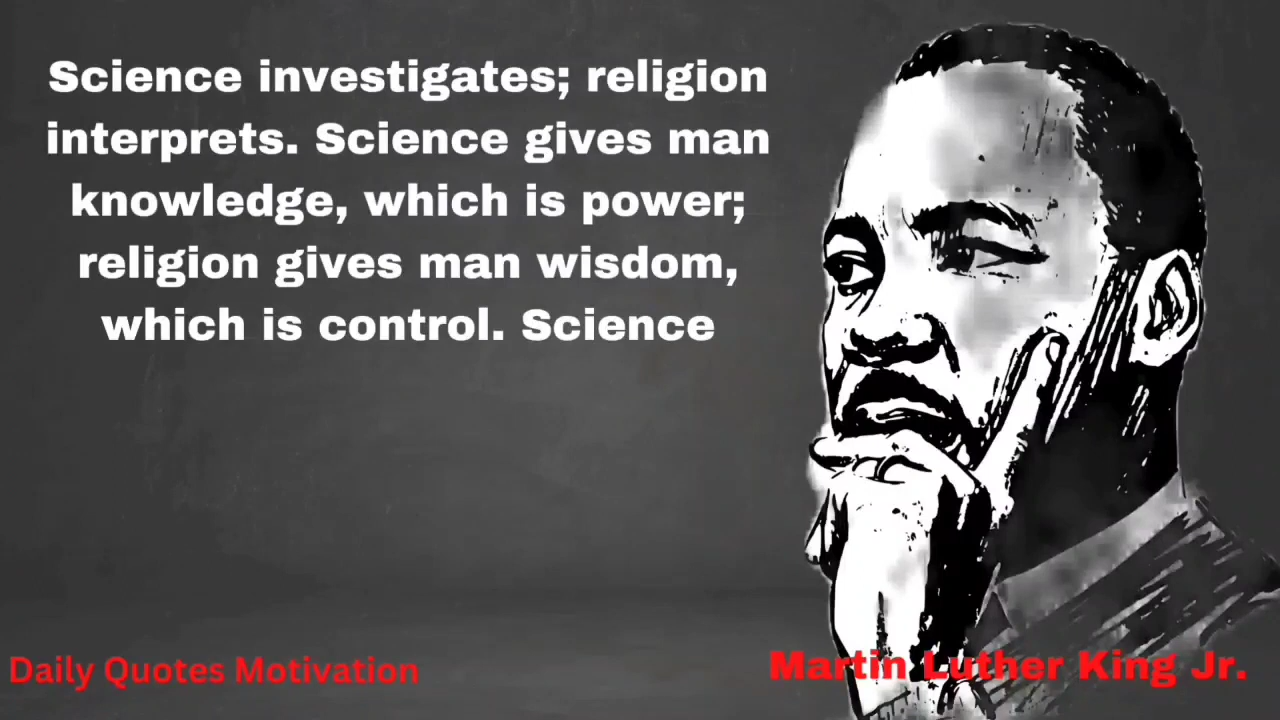 Science investigates; religion
interprets. Science gives man
knowledge, which is power;
religion gives man wisdom,
which is control. Science
Daily Quotes Motivation
Martin Luther King Jr.